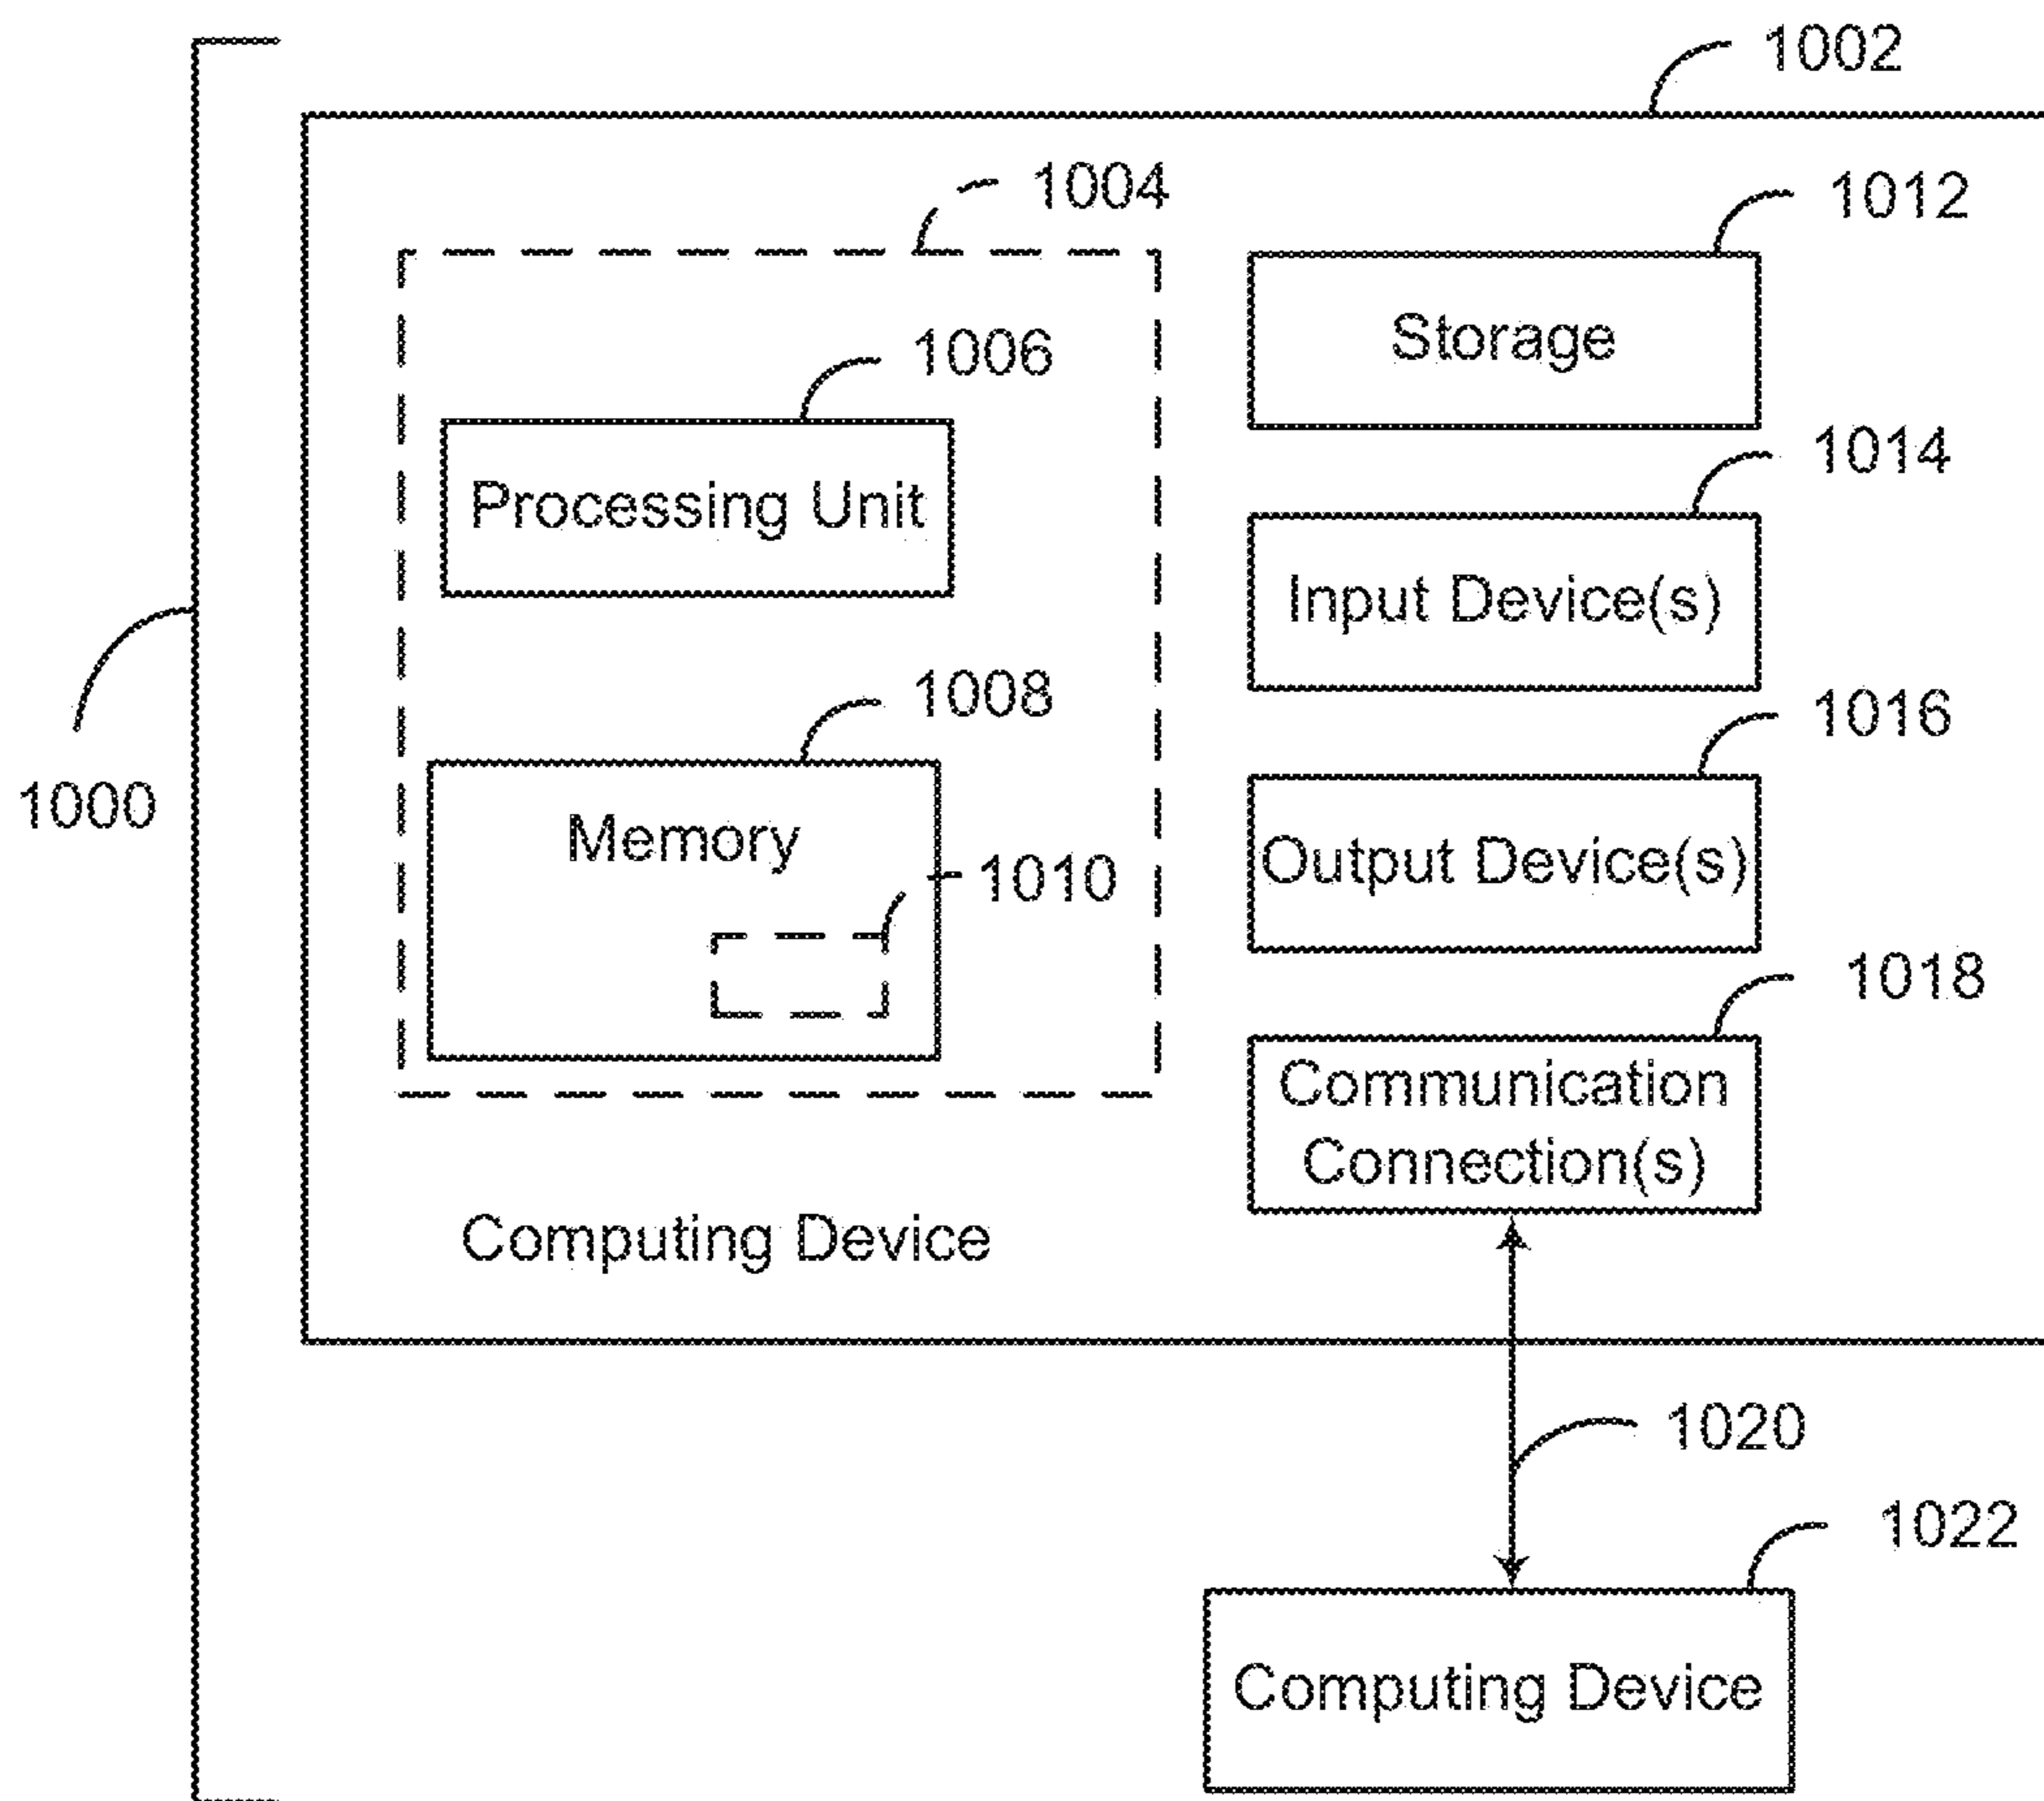 1002
1004
1012
Storage
1006
Processing Unit
1014
Input Device(s)
1008
1016
1000
Memory
1010
Output Device(s)
1018
Communication
Connection(s)
Computing Device
1020
1022
Computing Device